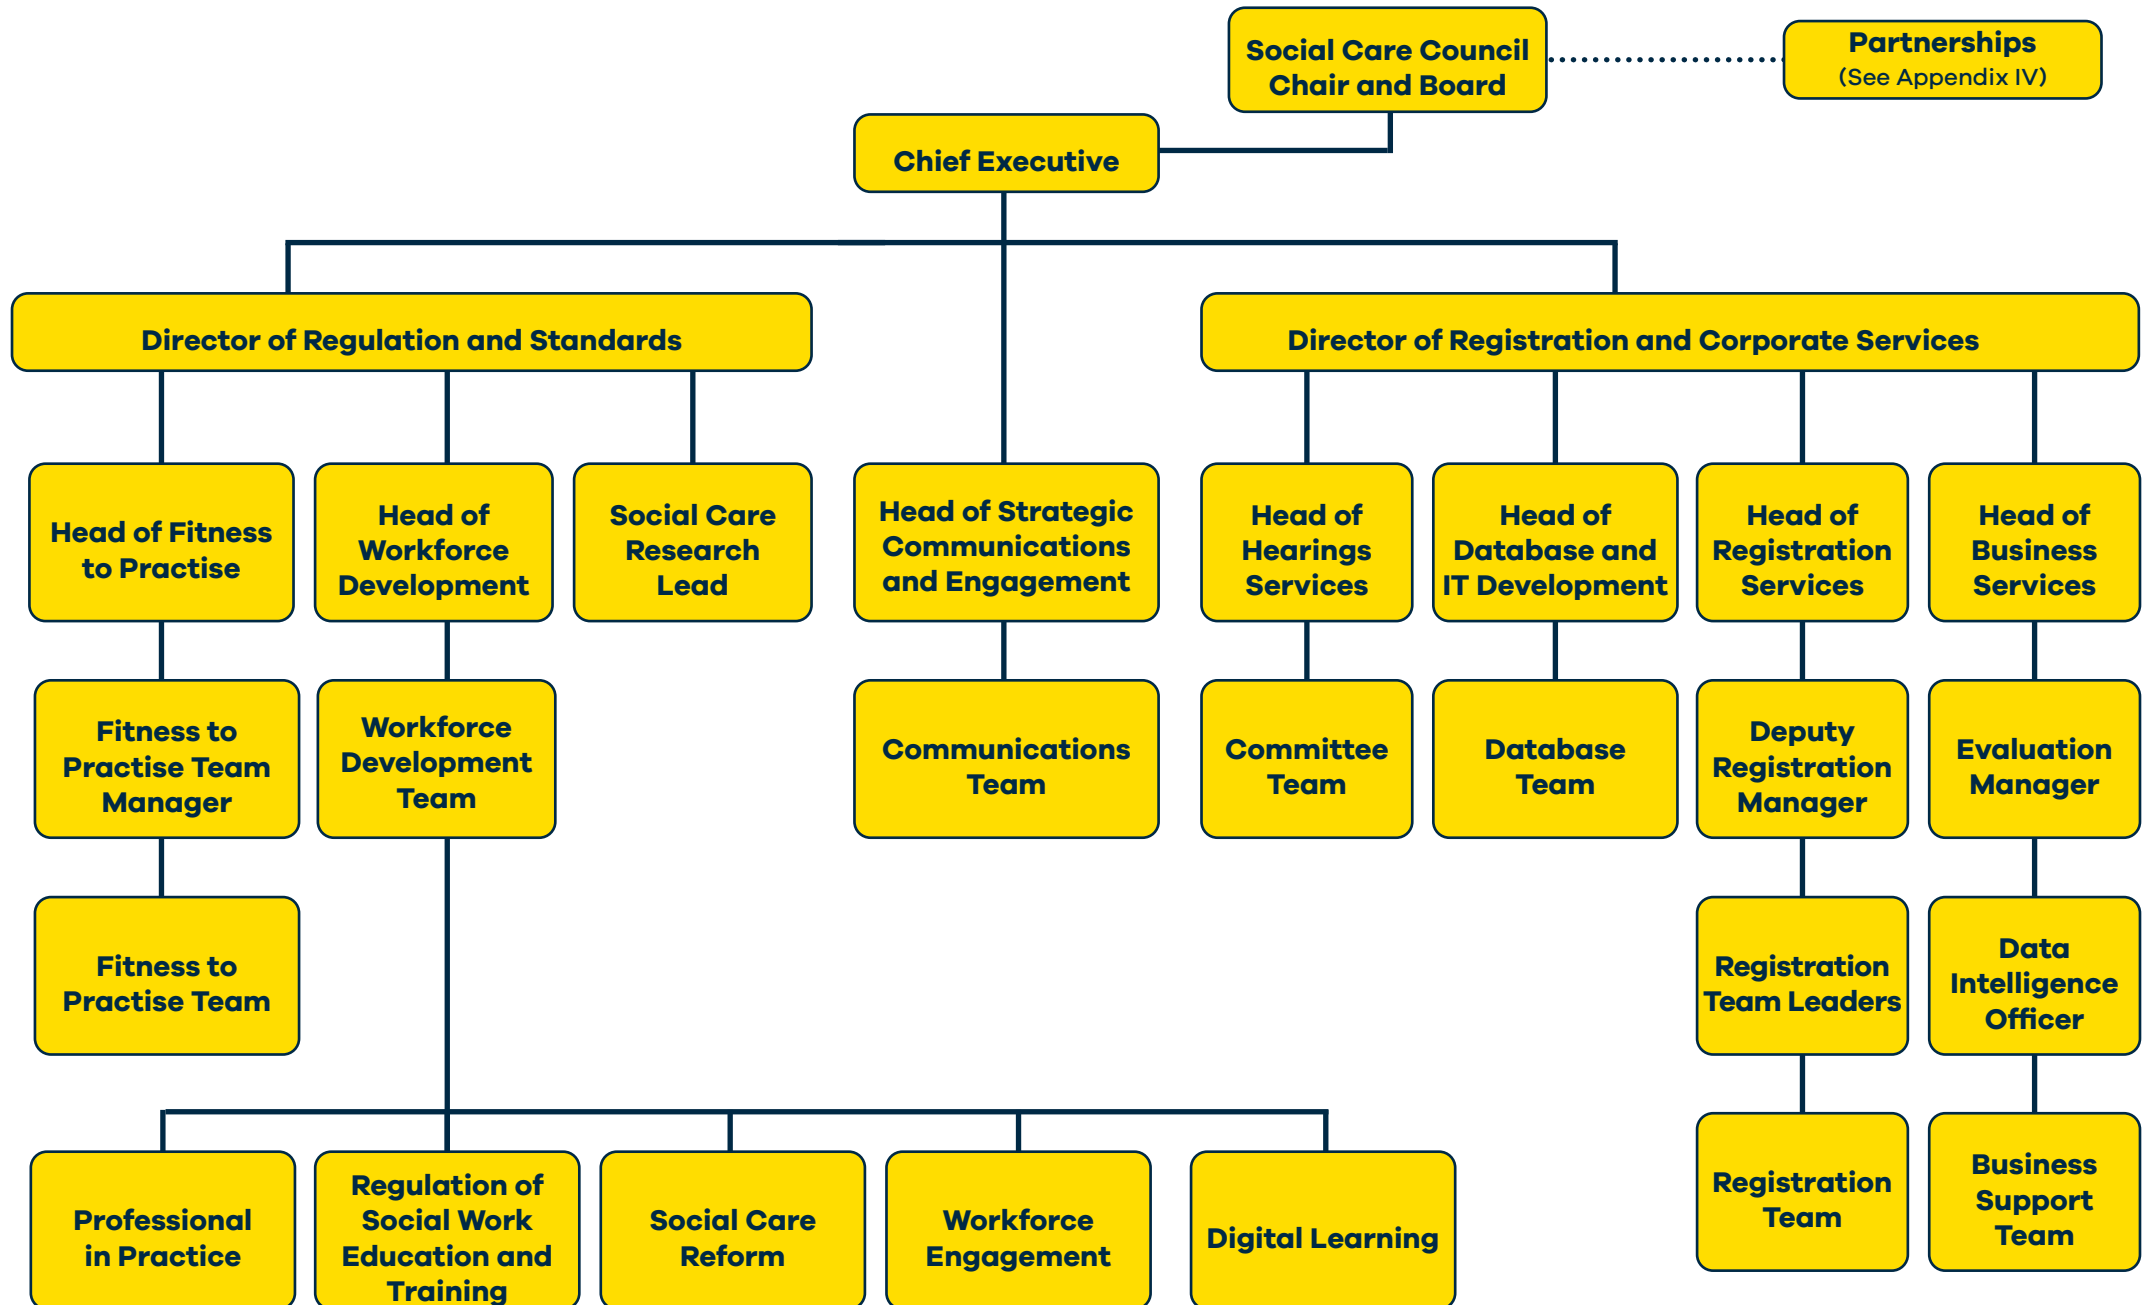 Social Care Council
Chair and Board
Partnerships
(See Appendix IV)
Chief Executive
Director of Regulation and Standards
Director of Registration and Corporate Services
Head of Fitness
to Practise
Head of
Workforce
Development
Social Care
Research
Lead
Head of Strategic
Communications
and Engagement
Head of
Hearings
Services
Head of
Database and
IT Development
Head of
Registration
Services
Head of
Business
Services
Fitness to
Practise Team
Manager
Workforce
Development
Team
Communications
Team
Committee
Team
Database
Team
Deputy
Registration
Manager
Evaluation
Manager
Fitness to
Practise Team
Registration
Team Leaders
Data
Intelligence
Officer
Professional
in Practice
Regulation of
Social Work
Education and
Training
Social Care
Reform
Workforce
Engagement
Digital Learning
Registration
Team
Business
Support
Team